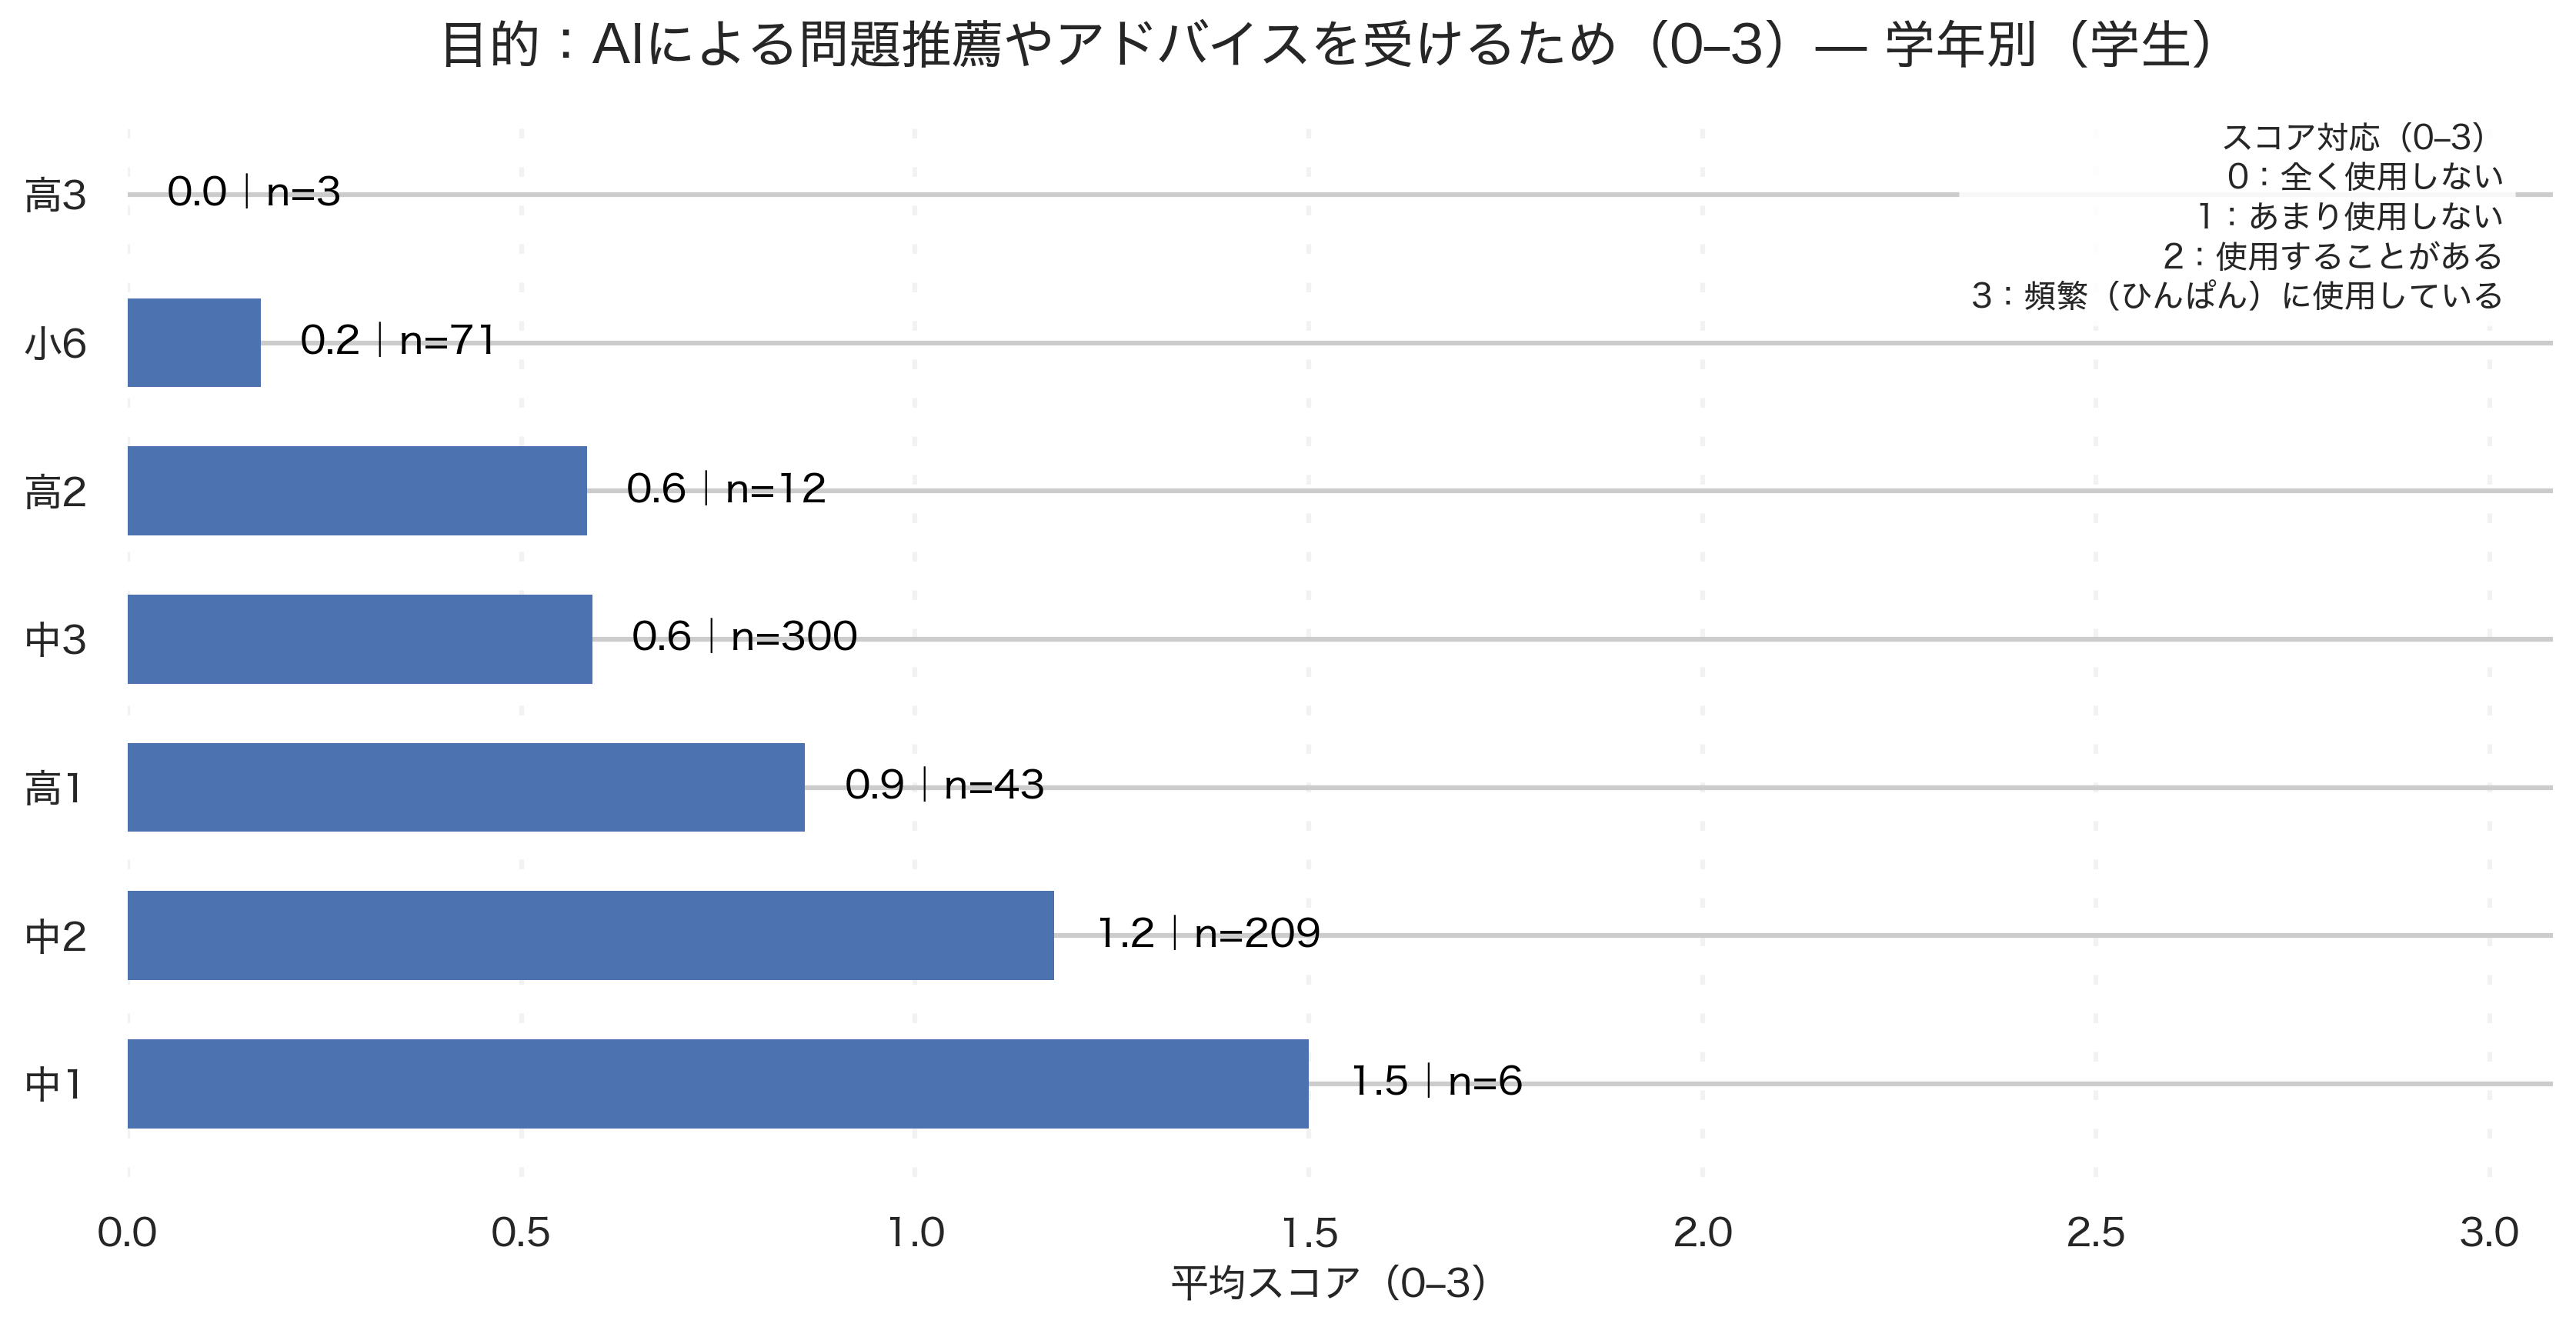 目的：AIによる問題推薦やアドバイスを受けるため（0–3）— 学年別（学生）
スコア対応（0–3）
0：全く使用しない
1：あまり使用しない
2：使用することがある
3：頻繁（ひんぱん）に使用している
高3 0.0｜n=3
小6 0.2｜n=71
高2 0.6｜n=12
中3 0.6｜n=300
高1 0.9｜n=43
中2 1.2｜n=209
中1 1.5｜n=6
0.0 0.5 1.0 1.5 2.0 2.5 3.0
平均スコア（0–3）